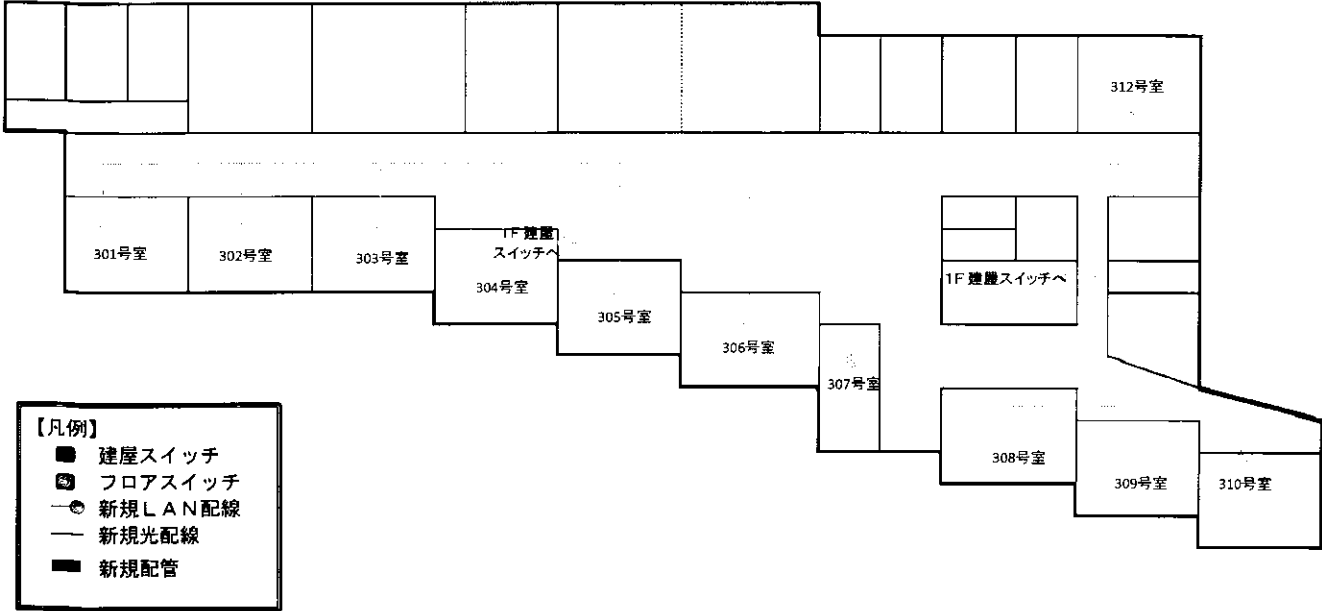 312号室
301号室
302号室
303号室
1F 建屋
スイッチへ
304号室
1F 建屋スイッチへ
305号室
306号室
307号室
308号室
309号室
310号室
【凡例】
建屋スイッチ
フロアスイッチ
新規LAN配線
新規光配線
新規配管